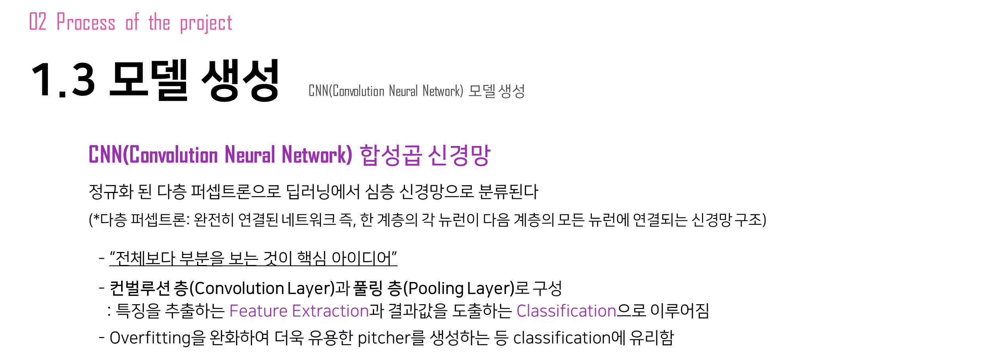 02 Process of the project
1.3 모델 생성
CNN(Convolution Neural Network) 모델 생성
CNN(Convolution Neural Network) 합성곱 신경망
정규화 된 다층 퍼셉트론으로 딥러닝에서 심층 신경망으로 분류된다
(*다층 퍼셉트론: 완전히 연결된 네트워크 즉, 한 계층의 각 뉴런이 다음 계층의 모든 뉴런에 연결되는 신경망 구조)
- “전체보다 부분을 보는 것이 핵심 아이디어”
- 컨벌루션 층(Convolution Layer)과 풀링 층(Pooling Layer)로 구성
: 특징을 추출하는 Feature Extraction과 결과값을 도출하는 Classification으로 이루어짐
- Overfitting을 완화하여 더욱 유용한 pitcher를 생성하는 등 classification에 유리함